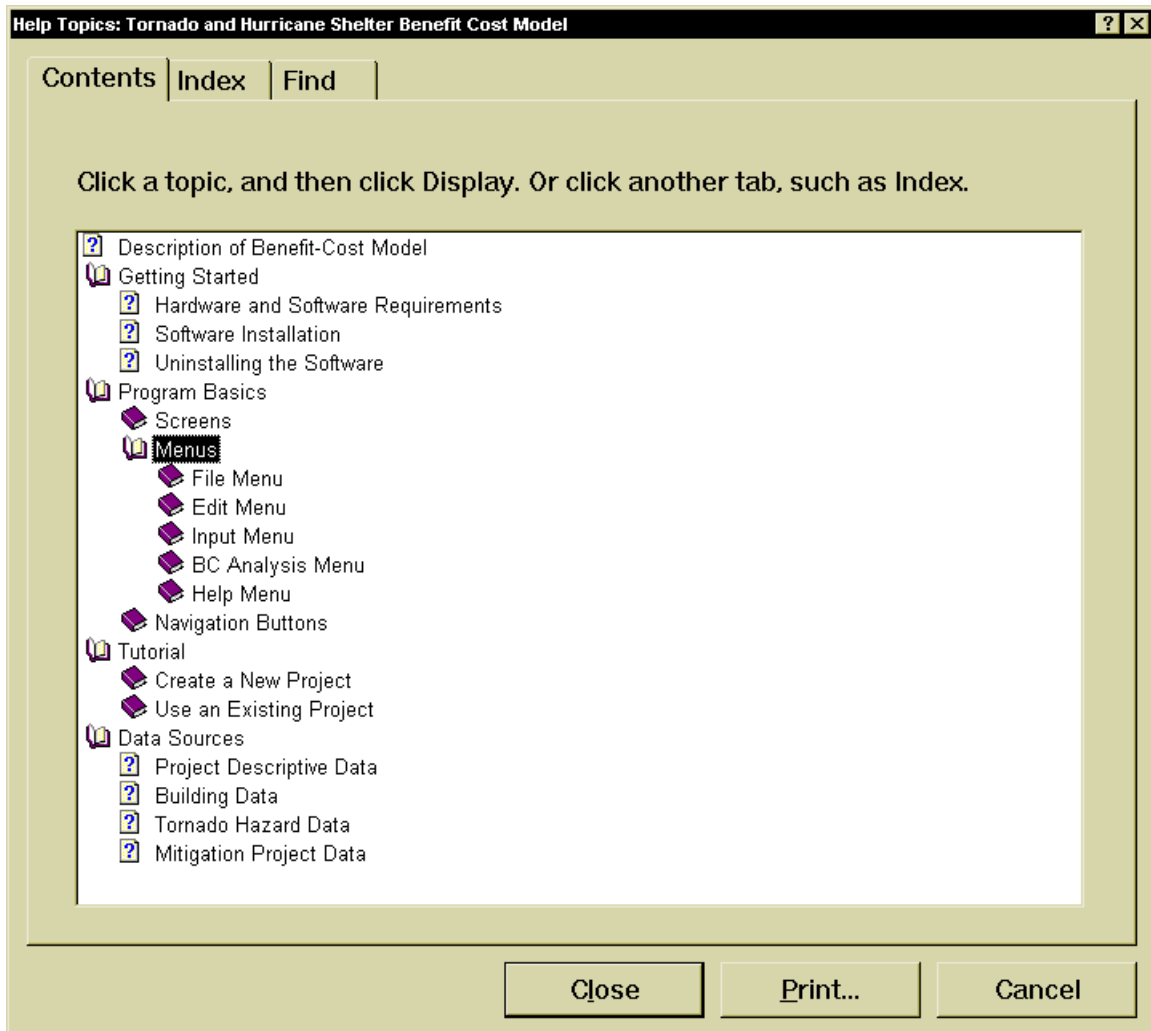 Help Topics: Tornado and Hurricane Shelter Benefit Cost Model
Contents Index Find
Click a topic, and then click Display. Or click another tab, such as Index.
Description of Benefit-Cost Model
Getting Started
Hardware and Software Requirements
Software Installation
Uninstalling the Software
Program Basics
Screens
Menus
File Menu
Edit Menu
Input Menu
BC Analysis Menu
Help Menu
Navigation Buttons
Tutorial
Create a New Project
Use an Existing Project
Data Sources
Project Descriptive Data
Building Data
Tornado Hazard Data
Mitigation Project Data
Close Print... Cancel